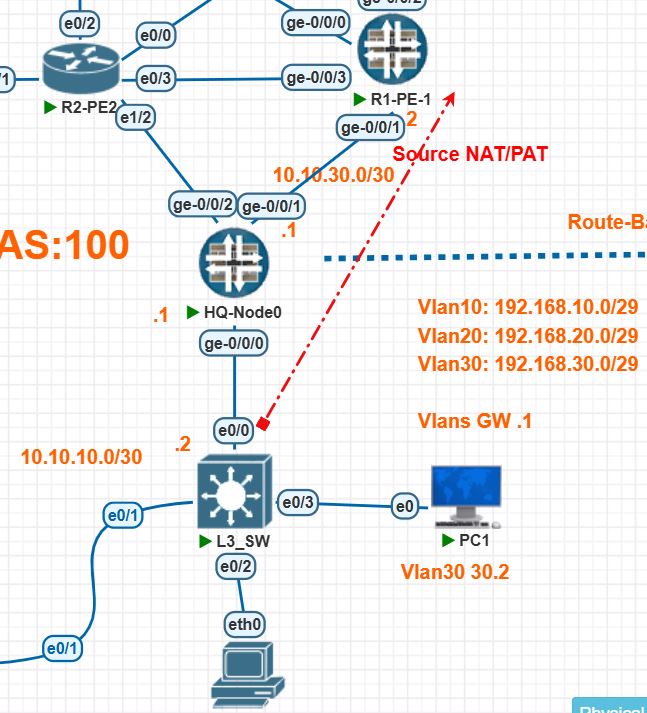 e0/2
e0/0
ge-0/0/0
/1
e0/3
ge-0/0/3
R2-PE2
R1-PE-1
e1/2
ge-0/0/1
2
Source NAT/PAT
10.10.30.0/30
ge-0/0/2
ge-0/0/1
.1
Route-Ba
AS:100
.1
HQ-Node0
Vlan10: 192.168.10.0/29
Vlan20: 192.168.20.0/29
Vlan30: 192.168.30.0/29
ge-0/0/0
Vlans GW .1
e0/0
.2
10.10.10.0/30
e0/1
e0/3
e0
L3_SW
PC1
e0/2
Vlan30 30.2
eth0
e0/1
Physical